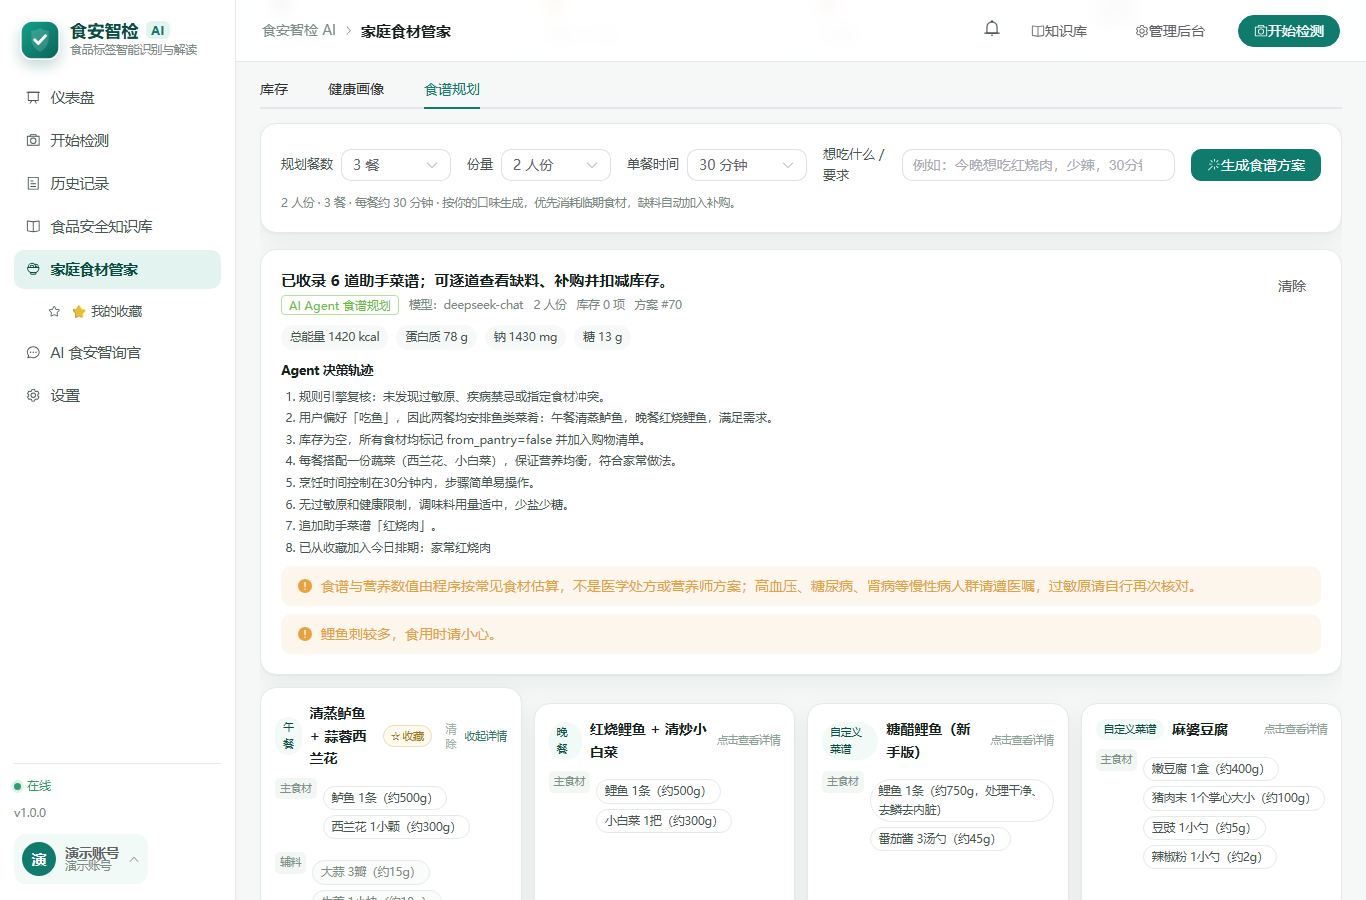 食安智检 AI
食品标签智能识别与解读
仪表盘
开始检测
历史记录
食品安全知识库
家庭食材管家
我的收藏
AI 食安智询官
设置
在线
v1.0.0
演
演示账号
演示账号
食安智检 AI > 家庭食材管家
知识库
管理后台
开始检测
库存
健康画像
食谱规划
规划餐数 3 餐
份量 2 人份
单餐时间 30 分钟
想吃什么 /
要求
例如：今晚想吃红烧肉，少辣，30分钟
生成食谱方案
2 人份 · 3 餐 · 每餐约 30 分钟 · 按你的口味生成，优先消耗临期食材，缺料自动加入补购。
已收录 6 道助手菜谱；可逐道查看缺料、补购并扣减库存。
清除
AI Agent 食谱规划 模型：deepseek-chat 2 人份 库存 0 项 方案 #70
总能量 1420 kcal 蛋白质 78 g 钠 1430 mg 糖 13 g
Agent 决策轨迹
1. 规则引擎复核：未发现过敏原、疾病禁忌或指定食材冲突。
2. 用户偏好「吃鱼」，因此两餐均安排鱼类菜肴：午餐清蒸鲈鱼，晚餐红烧鲤鱼，满足需求。
3. 库存为空，所有食材均标记 from_pantry=false 并加入购物清单。
4. 每餐搭配一份蔬菜（西兰花、小白菜），保证营养均衡，符合家常做法。
5. 烹饪时间控制在30分钟内，步骤简单易操作。
6. 无过敏原和健康限制，调味料用量适中，少盐少糖。
7. 追加助手菜谱「红烧肉」。
8. 已从收藏加入今日排期：家常红烧肉
食谱与营养数值由程序按常见食材估算，不是医学处方或营养师方案；高血压、糖尿病、肾病等慢性病人群请遵医嘱，过敏原请自行再次核对。
鲤鱼刺较多，食用时请小心。
午
餐
清蒸鲈鱼
+ 蒜蓉西
兰花
☆收藏
清
除
收起详情
主食材
鲈鱼 1条（约500g）
西兰花 1小颗（约300g）
辅料
大蒜 3瓣（约15g）
晚
餐
红烧鲤鱼 + 清炒小
白菜
点击查看详情
主食材
鲤鱼 1条（约500g）
小白菜 1把（约300g）
自定义
菜谱
糖醋鲤鱼（新
手版）
点击查看详情
主食材
鲤鱼 1条（约750g，处理干净、
去鳞去内脏）
番茄酱 3汤勺（约45g）
自定义菜谱
麻婆豆腐
点击查看详情
主食材
嫩豆腐 1盒（约400g）
猪肉末 1个掌心大小（约100g）
豆豉 1小勺（约5g）
辣椒粉 1小勺（约2g）